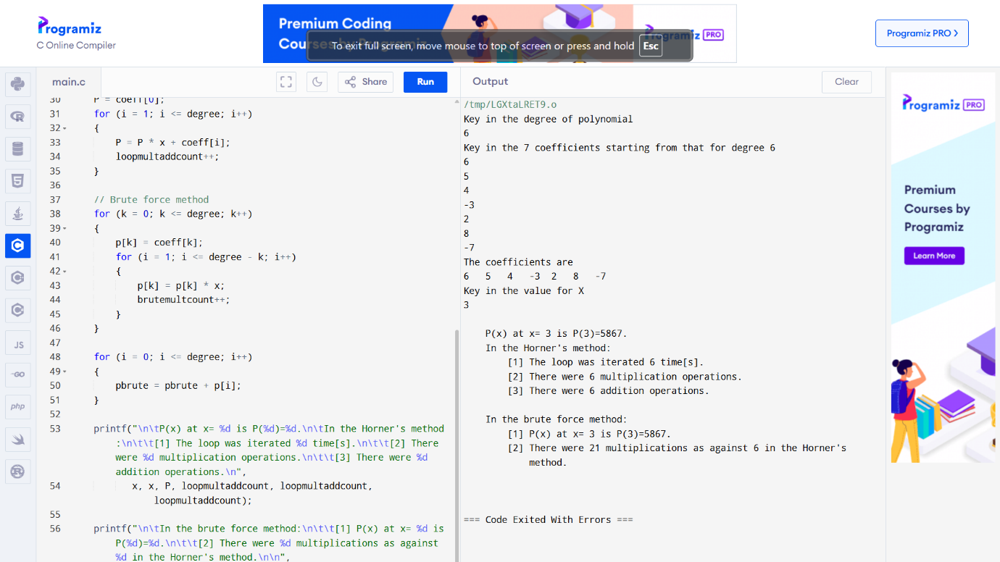 Programiz
C Online Compiler
Premium Coding
Courses by Programiz
Programiz PRO
To exit full screen, move mouse to top of screen or press and hold Esc
Programiz PRO
main.c
Share
Run
Output
Clear
30 P = coeff[0];
31 for (i = 1; i <= degree; i++)
32 {
33 P = P * x + coeff[i];
34 loopmultaddcount++;
35 }
36
37 // Brute force method
38 for (k = 0; k <= degree; k++)
39 {
40 p[k] = coeff[k];
41 for (i = 1; i <= degree - k; i++)
42 {
43 p[k] = p[k] * x;
44 brutemultcount++;
45 }
46 }
47
48 for (i = 0; i <= degree; i++)
49 {
50 pbrute = pbrute + p[i];
51 }
52
53 printf("\n\tP(x) at x= %d is P(%d)=%d.\n\tIn the Horner's method
:\n\t\t[1] The loop was iterated %d time[s].\n\t\t[2] There
were %d multiplication operations.\n\t\t[3] There were %d
addition operations.\n",
54 x, x, P, loopmultaddcount, loopmultaddcount,
loopmultaddcount);
55
56 printf("\n\tIn the brute force method:\n\t\t[1] P(x) at x= %d is
P(%d)=%d.\n\t\t[2] There were %d multiplications as against
%d in the Horner's method.\n\n",
/tmp/LGXtaLRET9.o
Key in the degree of polynomial
6
Key in the 7 coefficients starting from that for degree 6
6
5
4
-3
2
8
-7
The coefficients are
6 5 4 -3 2 8 -7
Key in the value for X
3
P(x) at x= 3 is P(3)=5867.
In the Horner's method:
[1] The loop was iterated 6 time[s].
[2] There were 6 multiplication operations.
[3] There were 6 addition operations.
In the brute force method:
[1] P(x) at x= 3 is P(3)=5867.
[2] There were 21 multiplications as against 6 in the Horner's
method.
=== Code Exited With Errors ===
JS
GO
php
Programiz PRO
Premium
Courses by
Programiz
Learn More